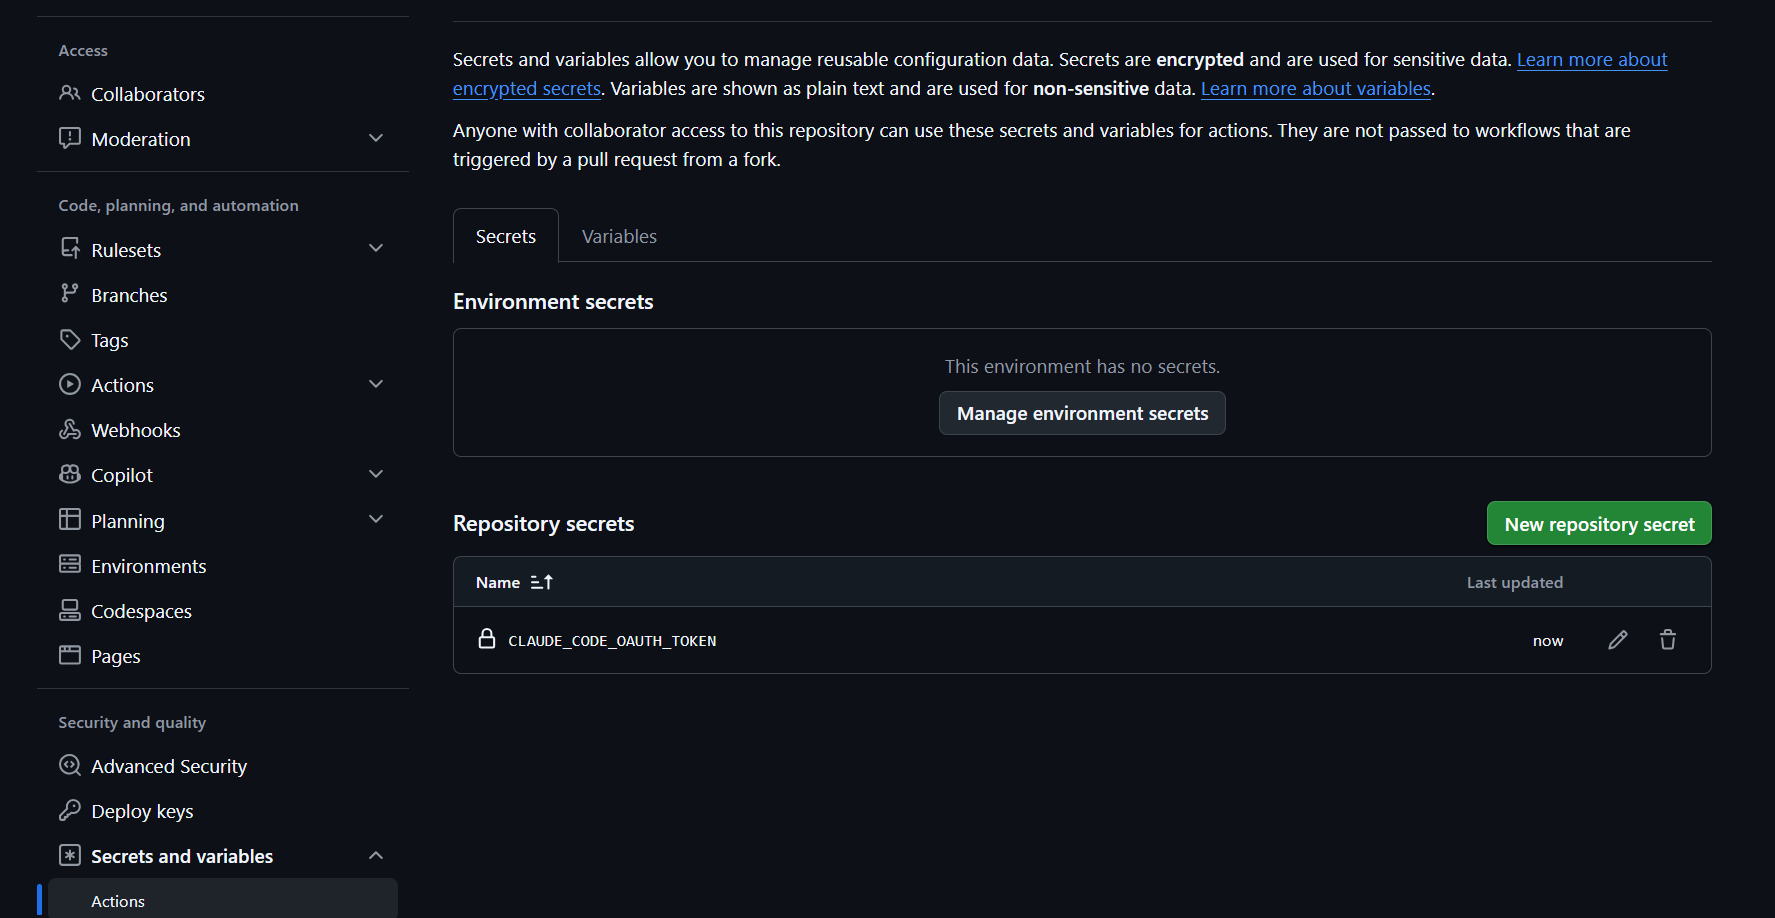 Access
Collaborators
Moderation
Code, planning, and automation
Rulesets
Branches
Tags
Actions
Webhooks
Copilot
Planning
Environments
Codespaces
Pages
Security and quality
Advanced Security
Deploy keys
Secrets and variables
Actions
Secrets and variables allow you to manage reusable configuration data. Secrets are encrypted and are used for sensitive data. Learn more about
encrypted secrets. Variables are shown as plain text and are used for non-sensitive data. Learn more about variables.
Anyone with collaborator access to this repository can use these secrets and variables for actions. They are not passed to workflows that are
triggered by a pull request from a fork.
Secrets Variables
Environment secrets
This environment has no secrets.
Manage environment secrets
Repository secrets New repository secret
Name Last updated
CLAUDE_CODE_OAUTH_TOKEN now